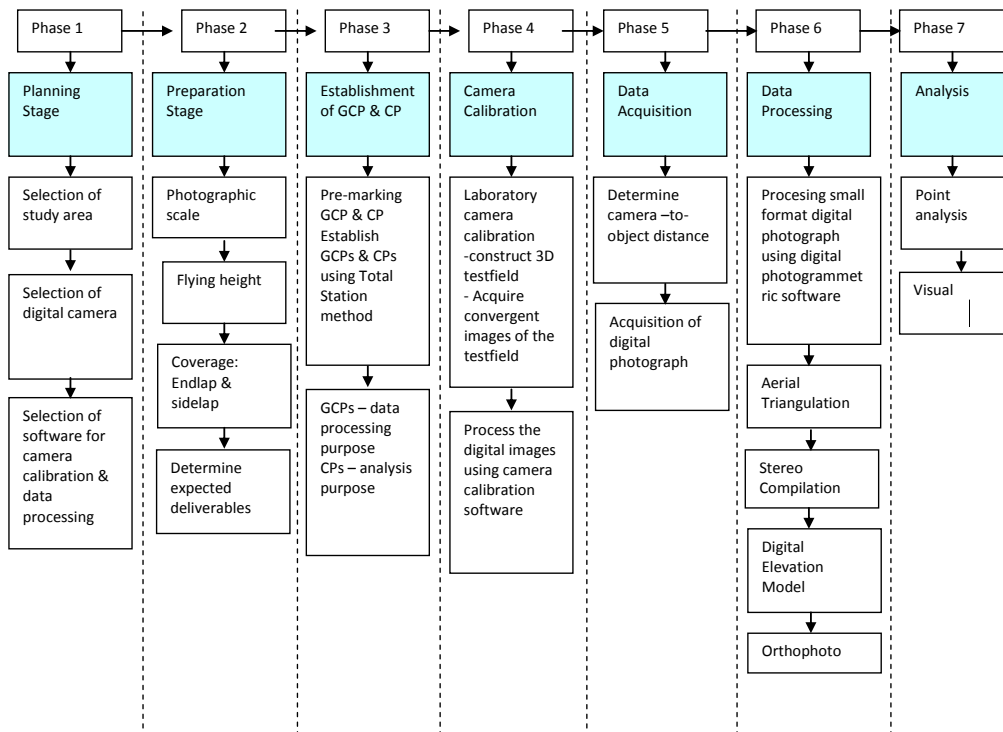 Phase 1
Phase 2
Phase 3
Phase 4
Phase 5
Phase 6
Phase 7
Planning
Stage
Preparation
Stage
Establishment
of GCP & CP
Camera
Calibration
Data
Acquisition
Data
Processing
Analysis
Selection of
study area
Selection of
digital camera
Selection of
software for
camera
calibration &
data
processing
Photographic
scale
Flying height
Coverage:
Endlap &
sidelap
Determine
expected
deliverables
Pre-marking
GCP & CP
Establish
GCPs & CPs
using Total
Station
method
GCPs – data
processing
purpose
CPs – analysis
purpose
Laboratory
camera
calibration
-construct 3D
testfield
- Acquire
convergent
images of the
testfield
Process the
digital images
using camera
calibration
software
Determine
camera –to-
object distance
Acquisition of
digital
photograph
Procesing small
format digital
photograph
using digital
photogrammet
ric software
Aerial
Triangulation
Stereo
Compilation
Digital
Elevation
Model
Orthophoto
Point
analysis
Visual